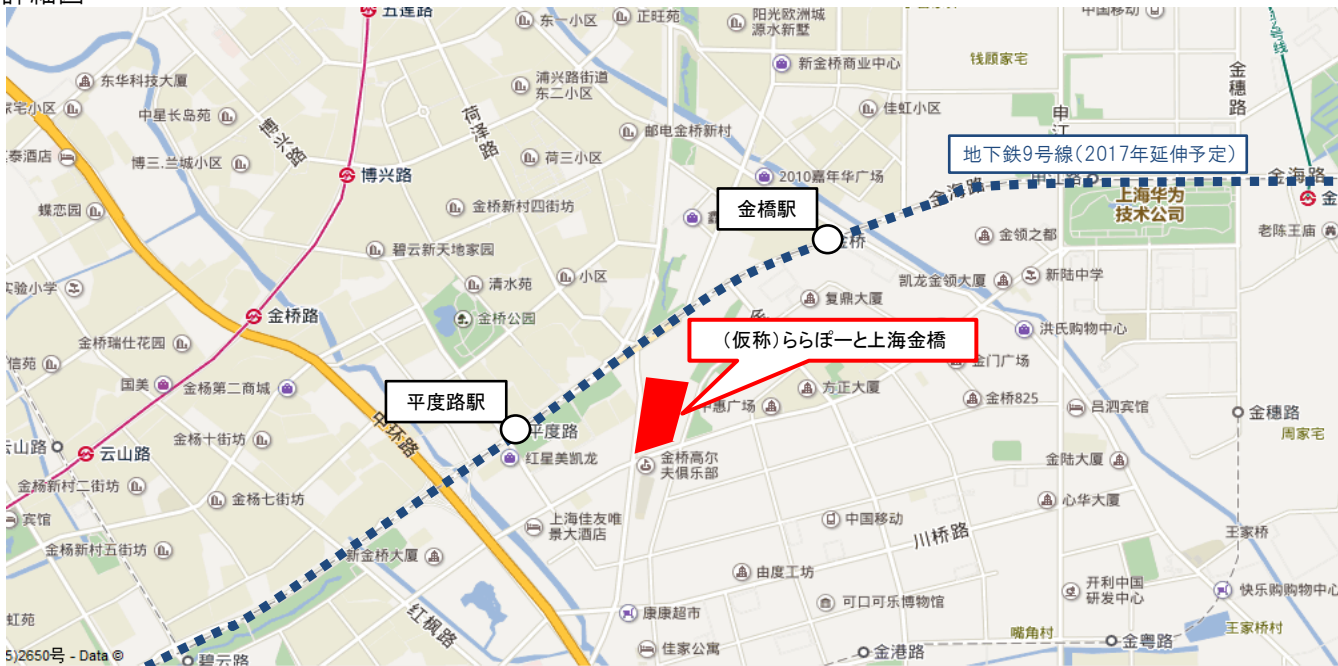 五莲路
东一小区
正旺苑
阳光欧洲城
源水新墅
中国移动
东华科技大厦
浦兴路街道
东二小区
新金桥商业中心
钱顾家宅
金穗路
中星长岛苑
博兴路
荷泽路
佳虹小区
申江
邮电金桥新村
博三.兰城小区
荷三小区
地下鉄9号線(2017年延伸予定)
博兴路
2010嘉年华广场
金海路
申江路
金海路
上海华为
技术公司
蝶恋园
金桥新村四街坊
金橋駅
金领之都
老陈王庙
碧云新天地家园
清水苑
小区
凯龙金领大厦
新陆中学
复鼎大厦
金桥路
金桥公园
洪氏购物中心
(仮称)ららぽーと上海金橋
金桥瑞仕花园
金门广场
国美
金杨第二商城
平度路駅
方正大厦
金桥825
吕泗宾馆
金穗路
中环路
平度路
周家宅
金杨十街坊
云山路
云山路
红星美凯龙
金桥高尔
夫俱乐部
金陆大厦
金杨新村二街坊
金杨七街坊
心华大厦
宾馆
上海佳友唯
景大酒店
中国移动
川桥路
王家桥
金杨新村五街坊
新金桥大厦
由度工坊
开利中国
研发中心
快乐购购物中心
红枫路
康康超市
可口可乐博物馆
嘴角村
王家桥村
虹苑
佳家公寓
金港路
金粤路
5)2650号 - Data ©
碧云路